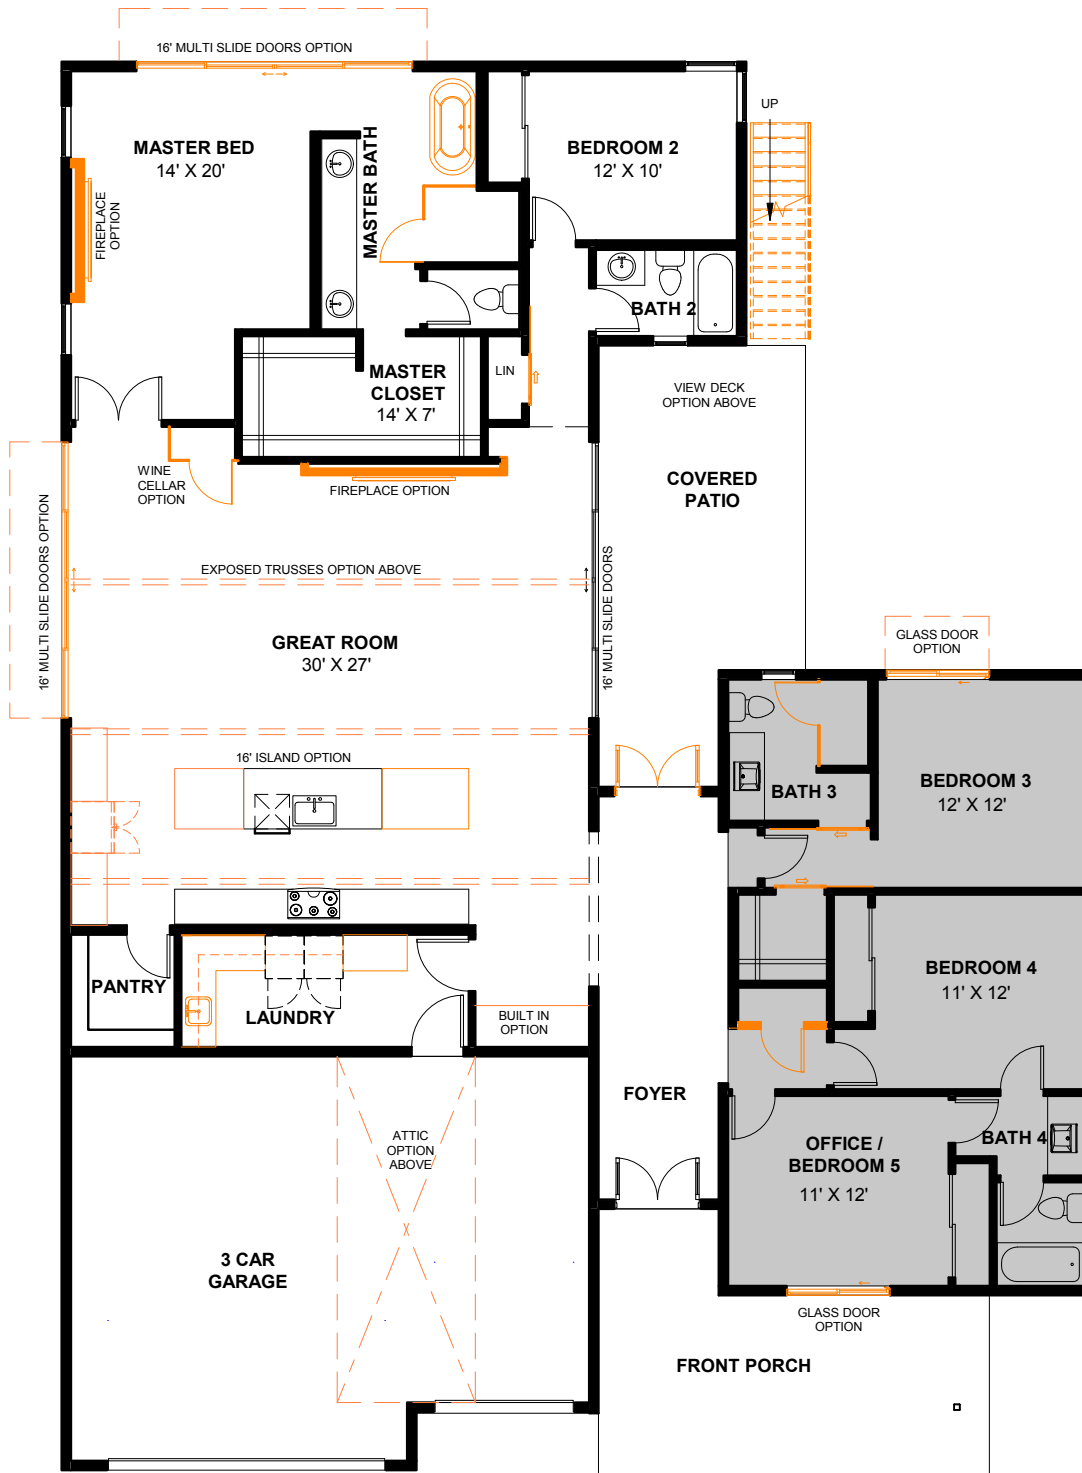 16' MULTI SLIDE DOORS OPTION
MASTER BED
14' X 20'
FIREPLACE
OPTION
MASTER BATH
BEDROOM 2
12' X 10'
UP
BATH 2
MASTER
CLOSET
14' X 7'
LIN
VIEW DECK
OPTION ABOVE
WINE
CELLAR
OPTION
FIREPLACE OPTION
COVERED
PATIO
16' MULTI SLIDE DOORS OPTION
EXPOSED TRUSSES OPTION ABOVE
16' MULTI SLIDE DOORS
GREAT ROOM
30' X 27'
GLASS DOOR
OPTION
16' ISLAND OPTION
BATH 3
BEDROOM 3
12' X 12'
PANTRY
LAUNDRY
BUILT IN
OPTION
BEDROOM 4
11' X 12'
FOYER
ATTIC
OPTION
ABOVE
OFFICE /
BEDROOM 5
11' X 12'
BATH 4
3 CAR
GARAGE
GLASS DOOR
OPTION
FRONT PORCH